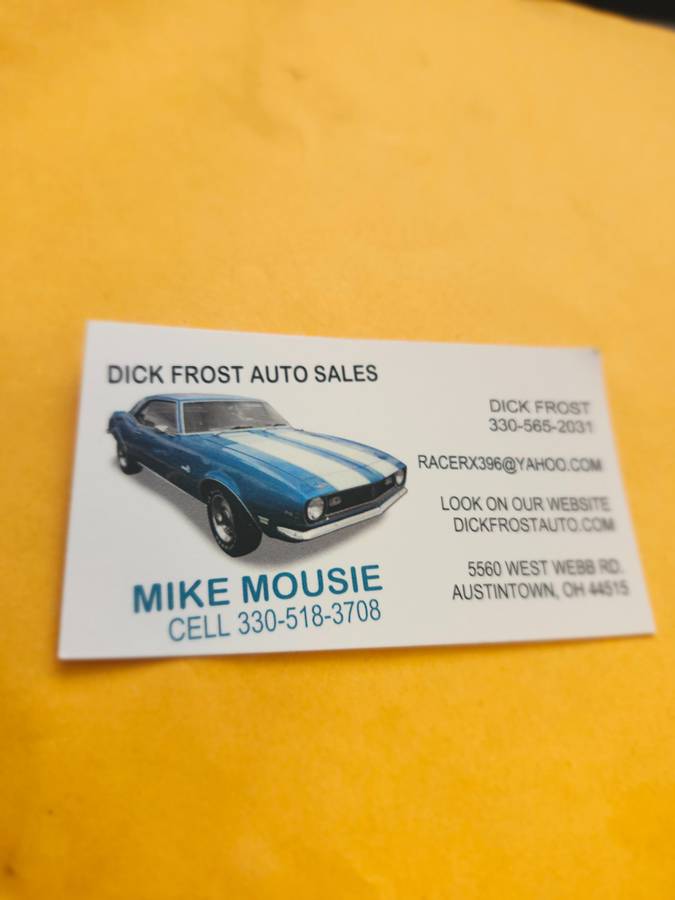 DICK FROST AUTO SALES
MIKE MOUSIE
CELL 330-518-3708
DICK FROST
330-565-2031
RACERX396@YAHOO.COM
LOOK ON OUR WEBSITE
DICKFROSTAUTO.COM
5560 WEST WEBB RD.
AUSTINTOWN, OH 44515